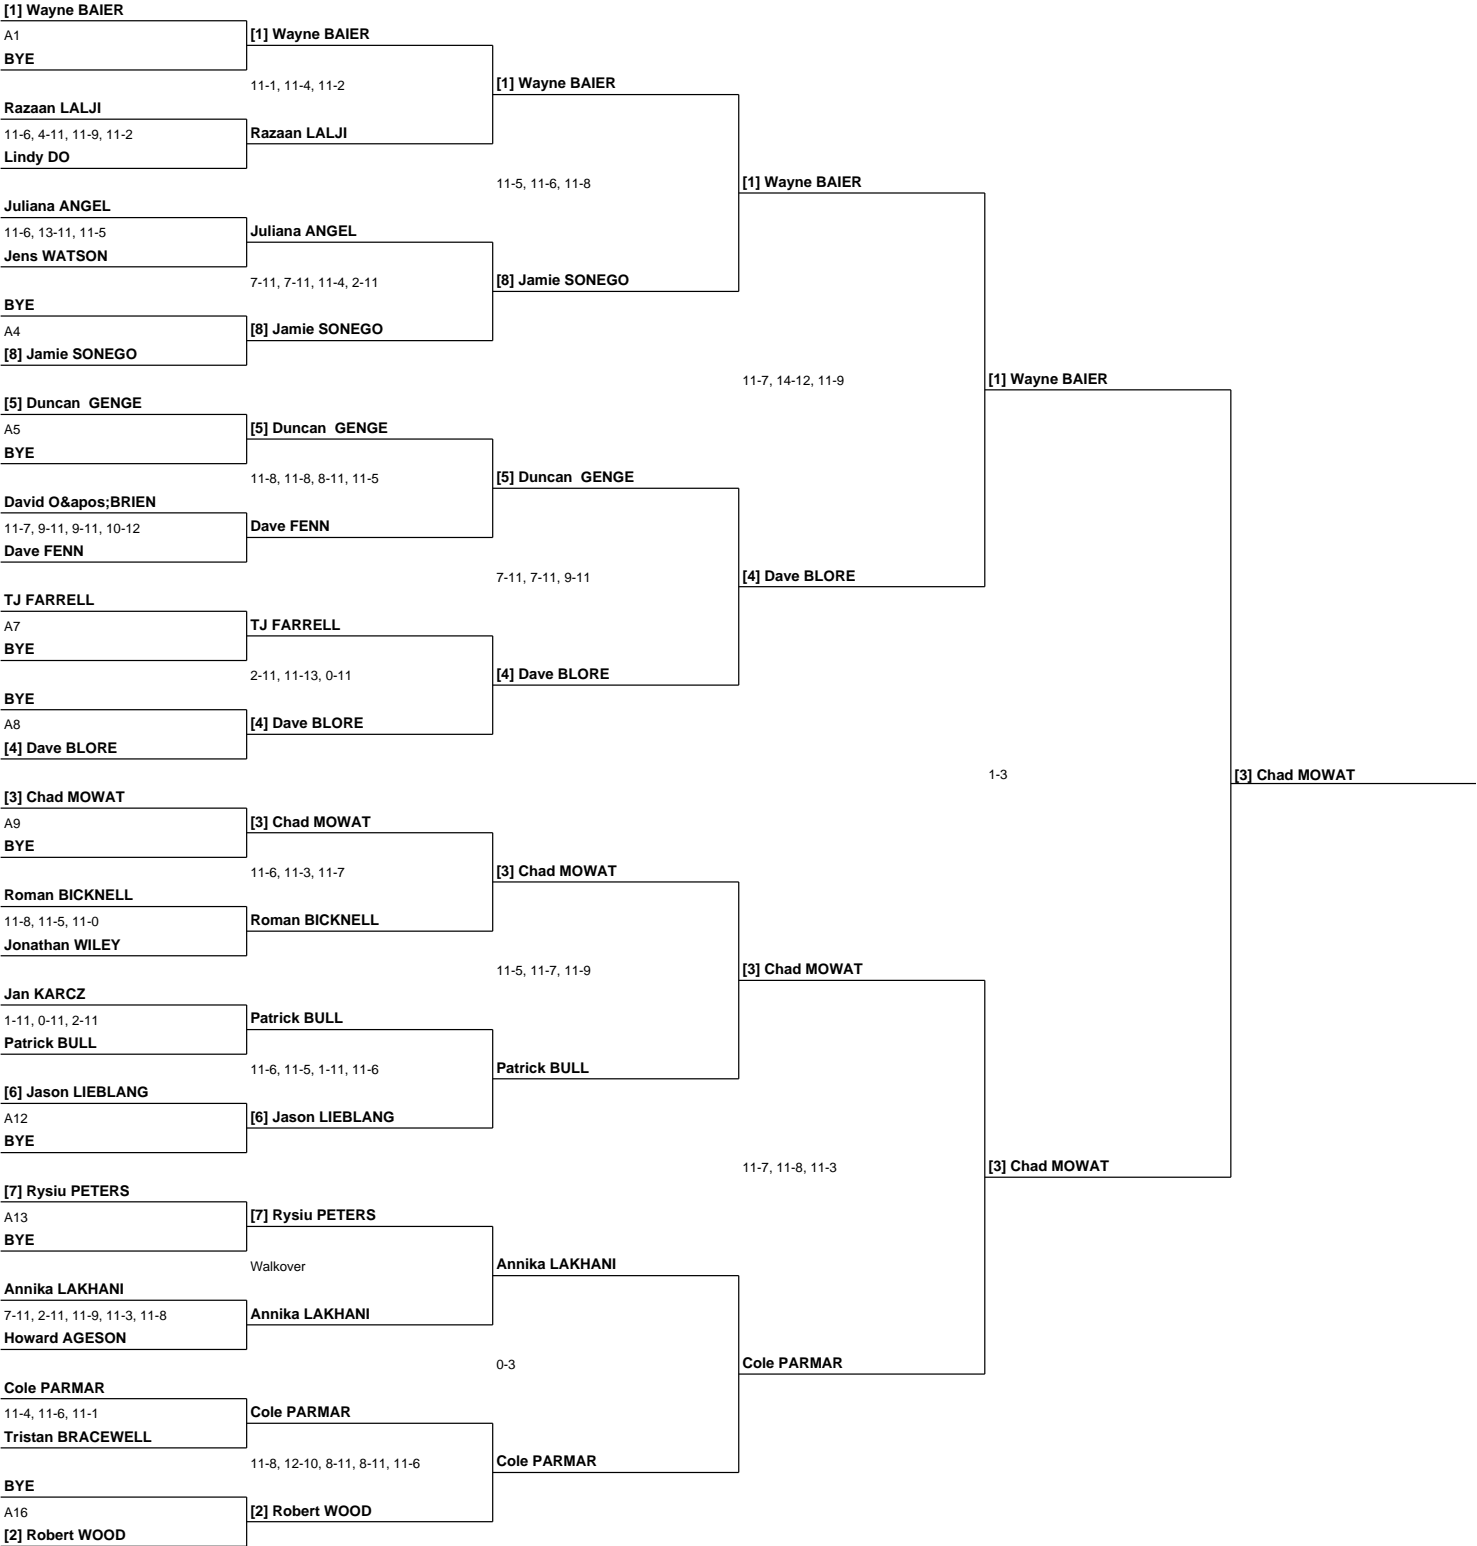 [1] Wayne BAIER
A1
BYE
Razaan LALJI
11-6, 4-11, 11-9, 11-2
Lindy DO
Juliana ANGEL
11-6, 13-11, 11-5
Jens WATSON
BYE
A4
[8] Jamie SONEGO
[5] Duncan  GENGE
A5
BYE
David O&apos;BRIEN
11-7, 9-11, 9-11, 10-12
Dave FENN
TJ FARRELL
A7
BYE
BYE
A8
[4] Dave BLORE
[3] Chad MOWAT
A9
BYE
Roman BICKNELL
11-8, 11-5, 11-0
Jonathan WILEY
Jan KARCZ
1-11, 0-11, 2-11
Patrick BULL
[6] Jason LIEBLANG
A12
BYE
[7] Rysiu PETERS
A13
BYE
Annika LAKHANI
7-11, 2-11, 11-9, 11-3, 11-8
Howard AGESON
Cole PARMAR
11-4, 11-6, 11-1
Tristan BRACEWELL
BYE
A16
[2] Robert WOOD
[1] Wayne BAIER
11-1, 11-4, 11-2
Razaan LALJI
Juliana ANGEL
7-11, 7-11, 11-4, 2-11
[8] Jamie SONEGO
[5] Duncan  GENGE
11-8, 11-8, 8-11, 11-5
Dave FENN
TJ FARRELL
2-11, 11-13, 0-11
[4] Dave BLORE
[3] Chad MOWAT
11-6, 11-3, 11-7
Roman BICKNELL
Patrick BULL
11-6, 11-5, 1-11, 11-6
[6] Jason LIEBLANG
[7] Rysiu PETERS
Walkover
Annika LAKHANI
Cole PARMAR
11-8, 12-10, 8-11, 8-11, 11-6
[2] Robert WOOD
[1] Wayne BAIER
11-5, 11-6, 11-8
[8] Jamie SONEGO
[5] Duncan  GENGE
7-11, 7-11, 9-11
[4] Dave BLORE
[3] Chad MOWAT
11-5, 11-7, 11-9
Patrick BULL
Annika LAKHANI
0-3
Cole PARMAR
[1] Wayne BAIER
11-7, 14-12, 11-9
[4] Dave BLORE
[3] Chad MOWAT
11-7, 11-8, 11-3
Cole PARMAR
[1] Wayne BAIER
1-3
[3] Chad MOWAT
[3] Chad MOWAT